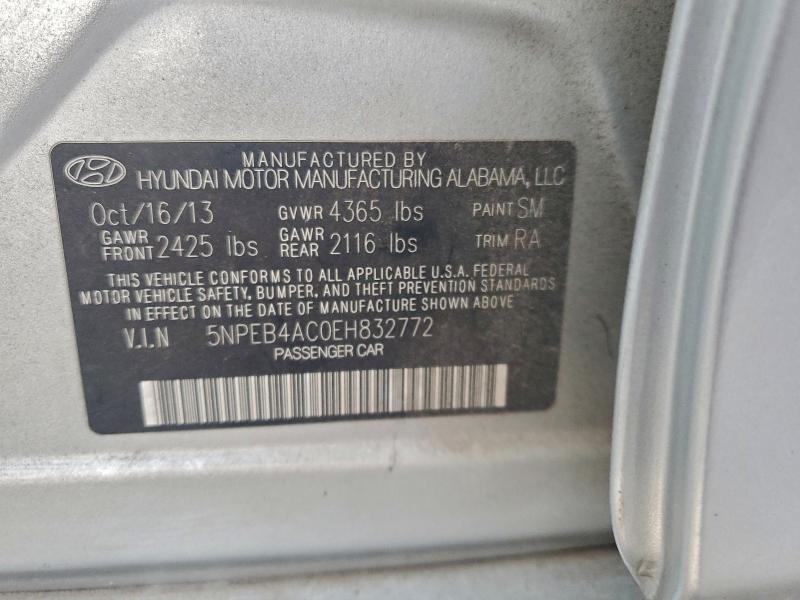 MANUFACTURED BY
HYUNDAI MOTOR MANUFACTURING ALABAMA, LLC
Oct/16/13 GVWR 4365 lbs PAINT SM
GAWR FRONT 2425 lbs GAWR REAR 2116 lbs TRIM RA
THIS VEHICLE CONFORMS TO ALL APPLICABLE U.S.A. FEDERAL
MOTOR VEHICLE SAFETY, BUMPER, AND THEFT PREVENTION STANDARDS
IN EFFECT ON THE DATE OF MANUFACTURE SHOWN ABOVE
V.I.N 5NPEB4AC0EH832772
PASSENGER CAR